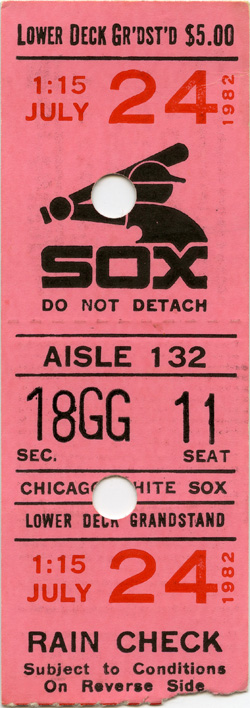 LOWER DECK GR'DST'D $5.00
1:15 JULY 24 1982
SOX
DO NOT DETACH
AISLE 132
18GG 11
SEC. SEAT
CHICAGO HITE SOX
LOWER DECK GRANDSTAND
1:15 JULY 24 1982
RAIN CHECK
Subject to Conditions
On Reverse Side